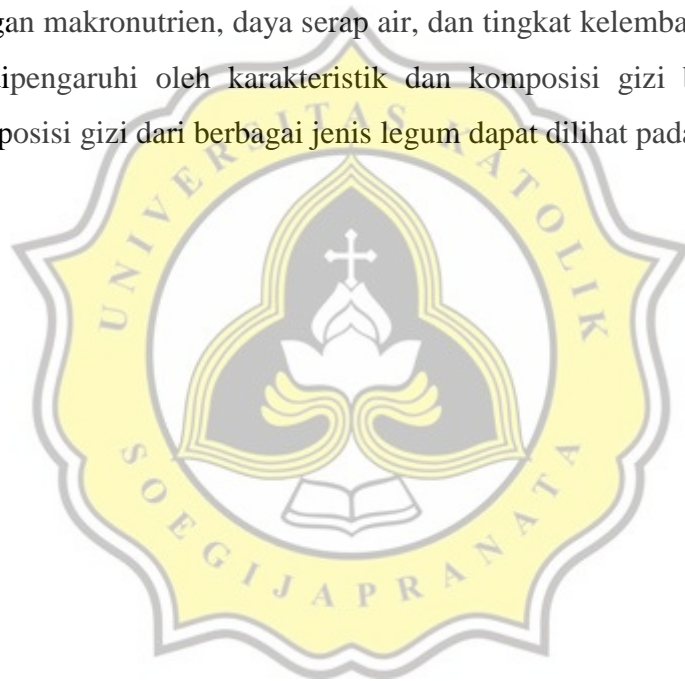 gan makronutrien, daya serap air, dan tingkat kelemba
ipengaruhi oleh karakteristik dan komposisi gizi
posisi gizi dari berbagai jenis legum dapat dilihat pada
UNIVERSITAS KATOLIK
SOEGIJAPRANATA